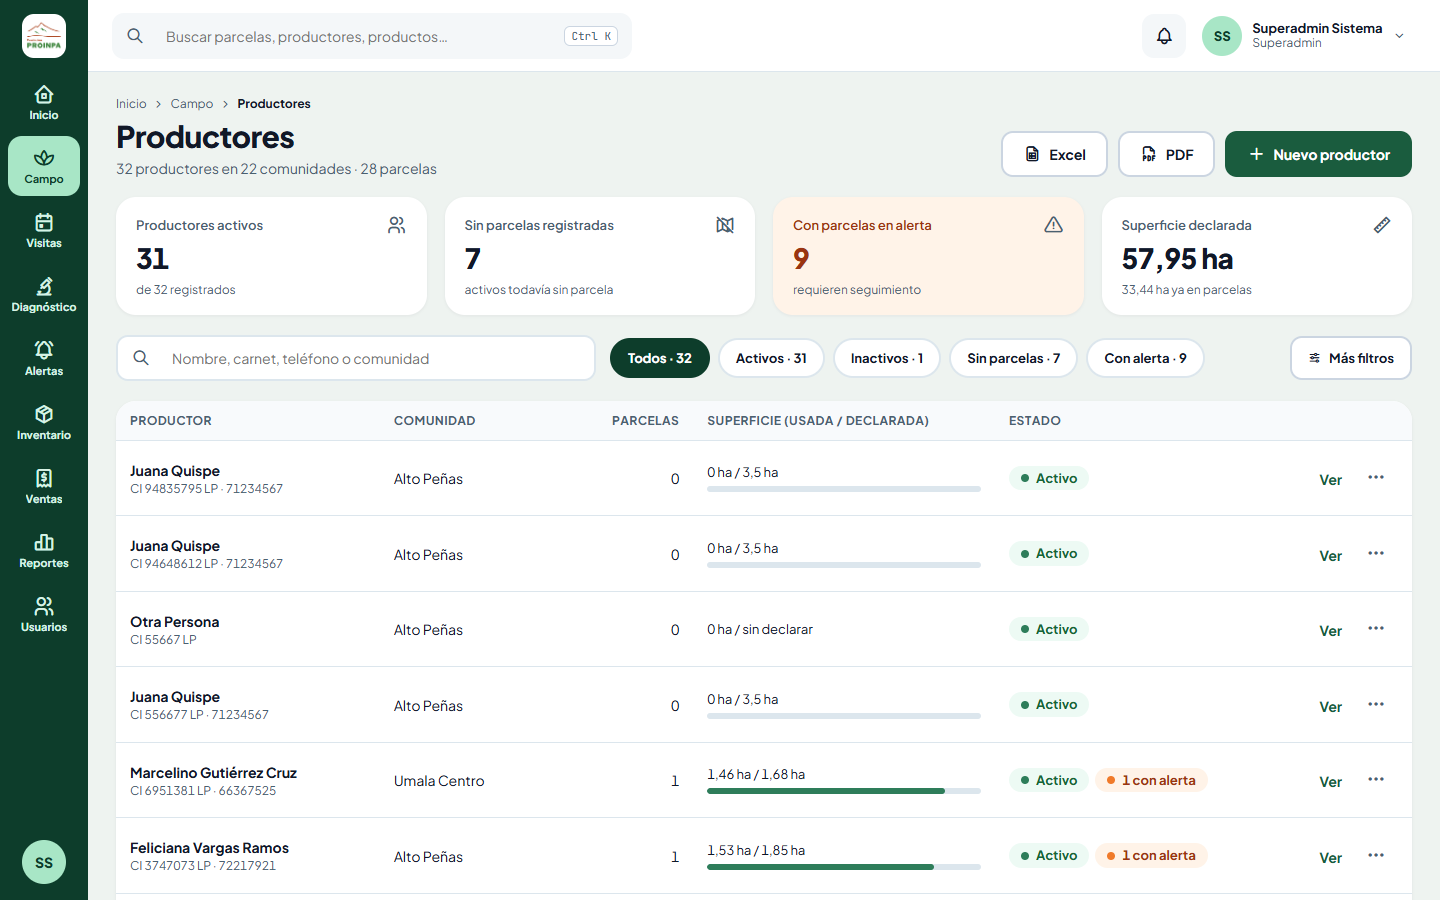 PROINPA
Buscar parcelas, productores, productos...
Ctrl K
SS
Superadmin Sistema
Superadmin
Inicio
Campo
Visitas
Diagnóstico
Alertas
Inventario
Ventas
Reportes
Usuarios
SS
Inicio > Campo > Productores
Productores
32 productores en 22 comunidades · 28 parcelas
Excel
PDF
Nuevo productor
Productores activos
31
de 32 registrados
Sin parcelas registradas
7
activos todavía sin parcela
Con parcelas en alerta
9
requieren seguimiento
Superficie declarada
57,95 ha
33,44 ha ya en parcelas
Nombre, carnet, teléfono o comunidad
Todos · 32
Activos · 31
Inactivos · 1
Sin parcelas · 7
Con alerta · 9
Más filtros
PRODUCTOR COMUNIDAD PARCELAS SUPERFICIE (USADA / DECLARADA) ESTADO
Juana Quispe
CI 94835795 LP · 71234567
Alto Peñas
0
0 ha / 3,5 ha
Activo
Ver
Juana Quispe
CI 94648612 LP · 71234567
Alto Peñas
0
0 ha / 3,5 ha
Activo
Ver
Otra Persona
CI 55667 LP
Alto Peñas
0
0 ha / sin declarar
Activo
Ver
Juana Quispe
CI 556677 LP · 71234567
Alto Peñas
0
0 ha / 3,5 ha
Activo
Ver
Marcelino Gutiérrez Cruz
CI 6951381 LP · 66367525
Umala Centro
1
1,46 ha / 1,68 ha
Activo
1 con alerta
Ver
Feliciana Vargas Ramos
CI 3747073 LP · 72217921
Alto Peñas
1
1,53 ha / 1,85 ha
Activo
1 con alerta
Ver